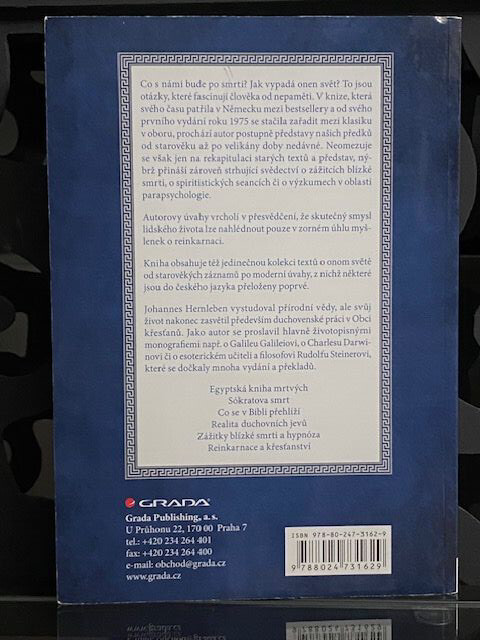 Co s námi bude po smrti? Jak vypadá onen svět? To jsou
otázky, které fascinují člověka od nepaměti. V knize, která
svého času patřila v Německu mezi bestsellery a od svého
prvního vydání roku 1975 se stačila zařadit mezi klasiku
v oboru, prochází autor postupně představy našich předků
od starověku až po velikány doby nedávné. Neomezuje
se však jen na rekapitulaci starých textů a představ, ný-
brž přináší zároveň strhující svědectví o zážitcích blízké
smrti, o spiritistických seancích či o výzkumech v oblasti
parapsychologie.
Autorovy úvahy vrcholí v přesvědčení, že skutečný smysl
lidského života lze nahlédnout pouze v zorném úhlu myš-
lenek o reinkarnaci.
Kniha obsahuje též jedinečnou kolekci textů o onom světě
od starověkých záznamů po moderní úvahy, z nichž některé
jsou do českého jazyka přeloženy poprvé.
Johannes Hernleben vystudoval přírodní vědy, ale svůj
život nakonec zasvětil především duchovenské práci v Obci
křesťanů. Jako autor se proslavil hlavně životopisnými
monografiemi např. o Galileu Galileiovi, o Charlesu Darwi-
novi či o esoterickém učiteli a filosofovi Rudolfu Steinerovi,
které se dočkaly mnoha vydání a překladů.
Egyptská kniha mrtvých
Sókratova smrt
Co se v Bibli přehlíží
Realita duchovních jevů
Zážitky blízké smrti a hypnóza
Reinkarnace a křesťanství
GRADA
Grada Publishing, a. s.
U Průhonu 22, 170 00 Praha 7
tel.: +420 234 264 401
fax: +420 234 264 400
e-mail: obchod@grada.cz
www.grada.cz
ISBN 978-80-247-3162-9
9788024731629